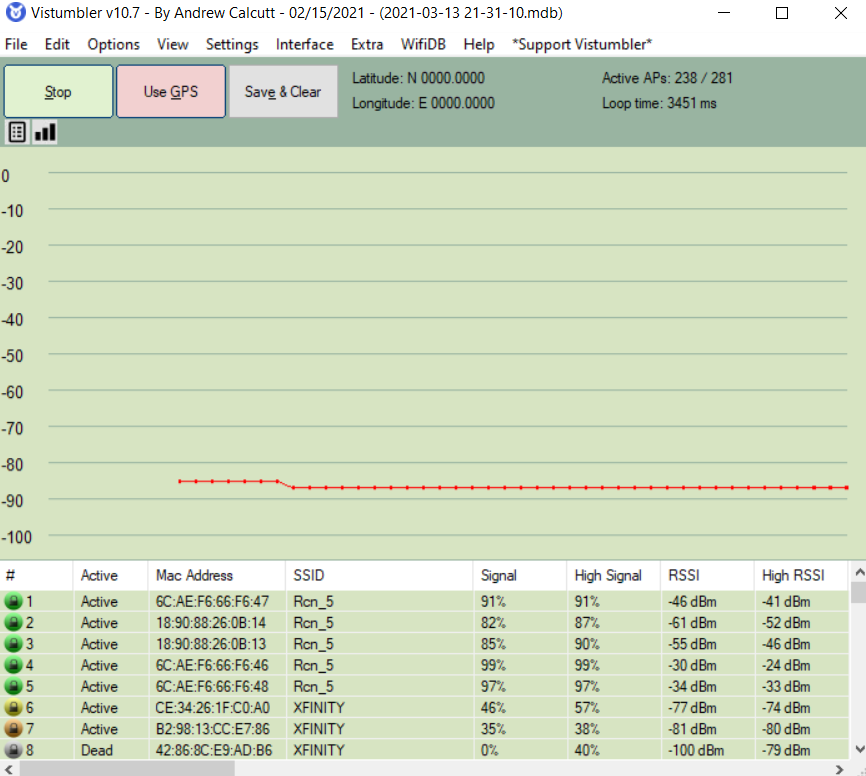 Vistumbler v10.7 - By Andrew Calcutt - 02/15/2021 - (2021-03-13 21-31-10.mdb)
File Edit Options View Settings Interface Extra WifiDB Help *Support Vistumbler*
Stop Use GPS Save & Clear Latitude: N 0000.0000 Active APs: 238 / 281
Longitude: E 0000.0000 Loop time: 3451 ms
0
-10
-20
-30
-40
-50
-60
-70
-80
-90
-100
# Active Mac Address SSID Signal High Signal RSSI High RSSI
1 Active 6C:AE:F6:66:F6:47 Rcn_5 91% 91% -46 dBm -41 dBm
2 Active 18:90:88:26:0B:14 Rcn_5 82% 87% -61 dBm -52 dBm
3 Active 18:90:88:26:0B:13 Rcn_5 85% 90% -55 dBm -46 dBm
4 Active 6C:AE:F6:66:F6:46 Rcn_5 99% 99% -30 dBm -24 dBm
5 Active 6C:AE:F6:66:F6:48 Rcn_5 97% 97% -34 dBm -33 dBm
6 Active CE:34:26:1F:C0:A0 XFINITY 46% 57% -77 dBm -74 dBm
7 Active B2:98:13:CC:E7:86 XFINITY 35% 38% -81 dBm -80 dBm
8 Dead 42:86:8C:E9:AD:B6 XFINITY 0% 40% -100 dBm -79 dBm